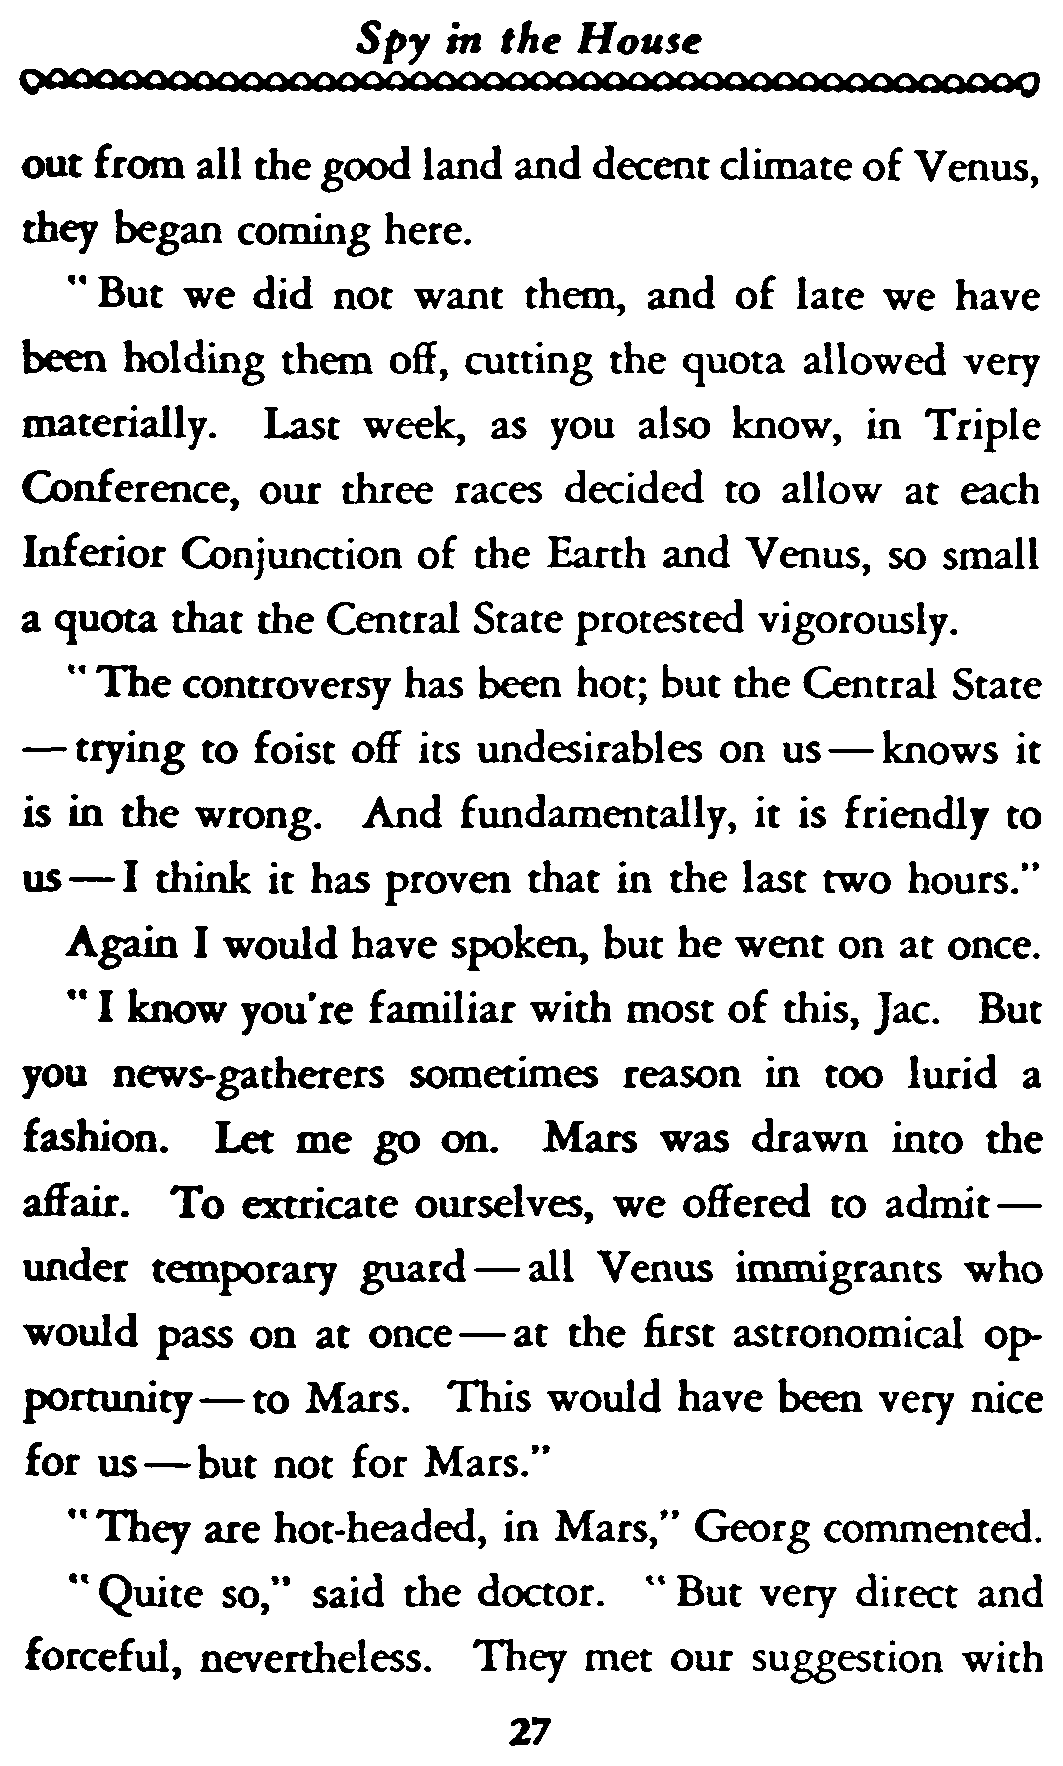 Spy in the House
out from all the good land and decent climate of Venus,
they began coming here.
"But we did not want them, and of late we have
been holding them off, cutting the quota allowed very
materially. Last week, as you also know, in Triple
Conference, our three races decided to allow at each
Inferior Conjunction of the Earth and Venus, so small
a quota that the Central State protested vigorously.
"The controversy has been hot; but the Central State
—trying to foist off its undesirables on us—knows it
is in the wrong. And fundamentally, it is friendly to
us—I think it has proven that in the last two hours."
Again I would have spoken, but he went on at once.
"I know you're familiar with most of this, Jac. But
you news-gatherers sometimes reason in too lurid a
fashion. Let me go on. Mars was drawn into the
affair. To extricate ourselves, we offered to admit—
under temporary guard—all Venus immigrants who
would pass on at once—at the first astronomical op-
portunity—to Mars. This would have been very nice
for us—but not for Mars."
"They are hot-headed, in Mars," Georg commented.
"Quite so," said the doctor. "But very direct and
forceful, nevertheless. They met our suggestion with
27